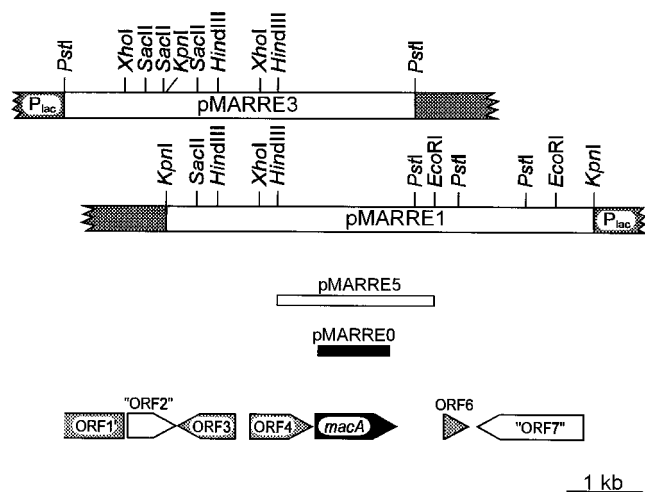 PstI XhoI SacII SacII KpnI SacII HindIII XhoI HindIII PstI
Plac pMARRE3
KpnI SacII HindIII XhoI HindIII PstI EcoRI PstI PstI EcoRI KpnI
pMARRE1 Plac
pMARRE5
pMARRE0
"ORF2" ORF6
ORF1' ORF3 ORF4 macA "ORF7"
1 kb